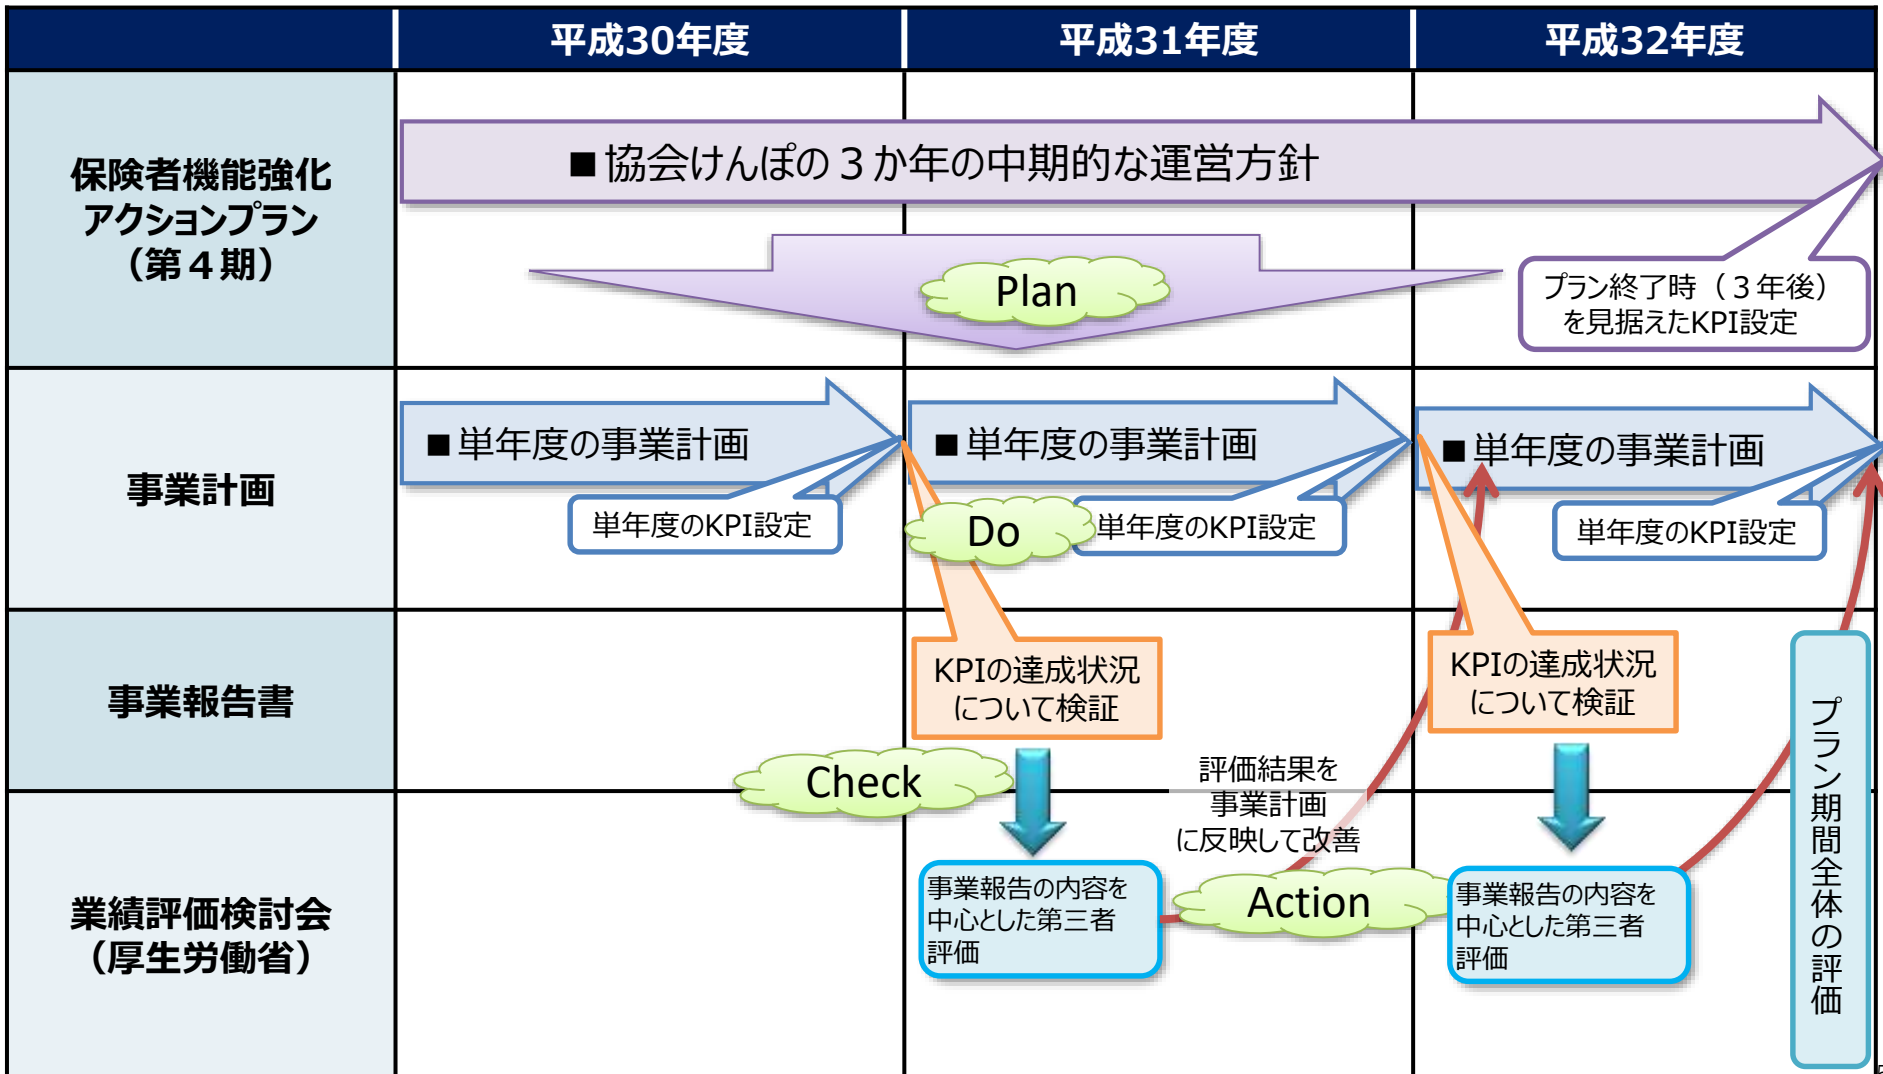 平成30年度
平成31年度
平成32年度
保険者機能強化
アクションプラン
（第４期）
■協会けんぽの３か年の中期的な運営方針
Plan
プラン終了時（３年後）
を見据えたKPI設定
事業計画
■単年度の事業計画
単年度のKPI設定
■単年度の事業計画
Do
単年度のKPI設定
■単年度の事業計画
単年度のKPI設定
事業報告書
KPIの達成状況
について検証
KPIの達成状況
について検証
Check
評価結果を
事業計画
に反映して改善
プラン期間全体の評価
業績評価検討会
（厚生労働省）
事業報告の内容を
中心とした第三者
評価
Action
事業報告の内容を
中心とした第三者
評価